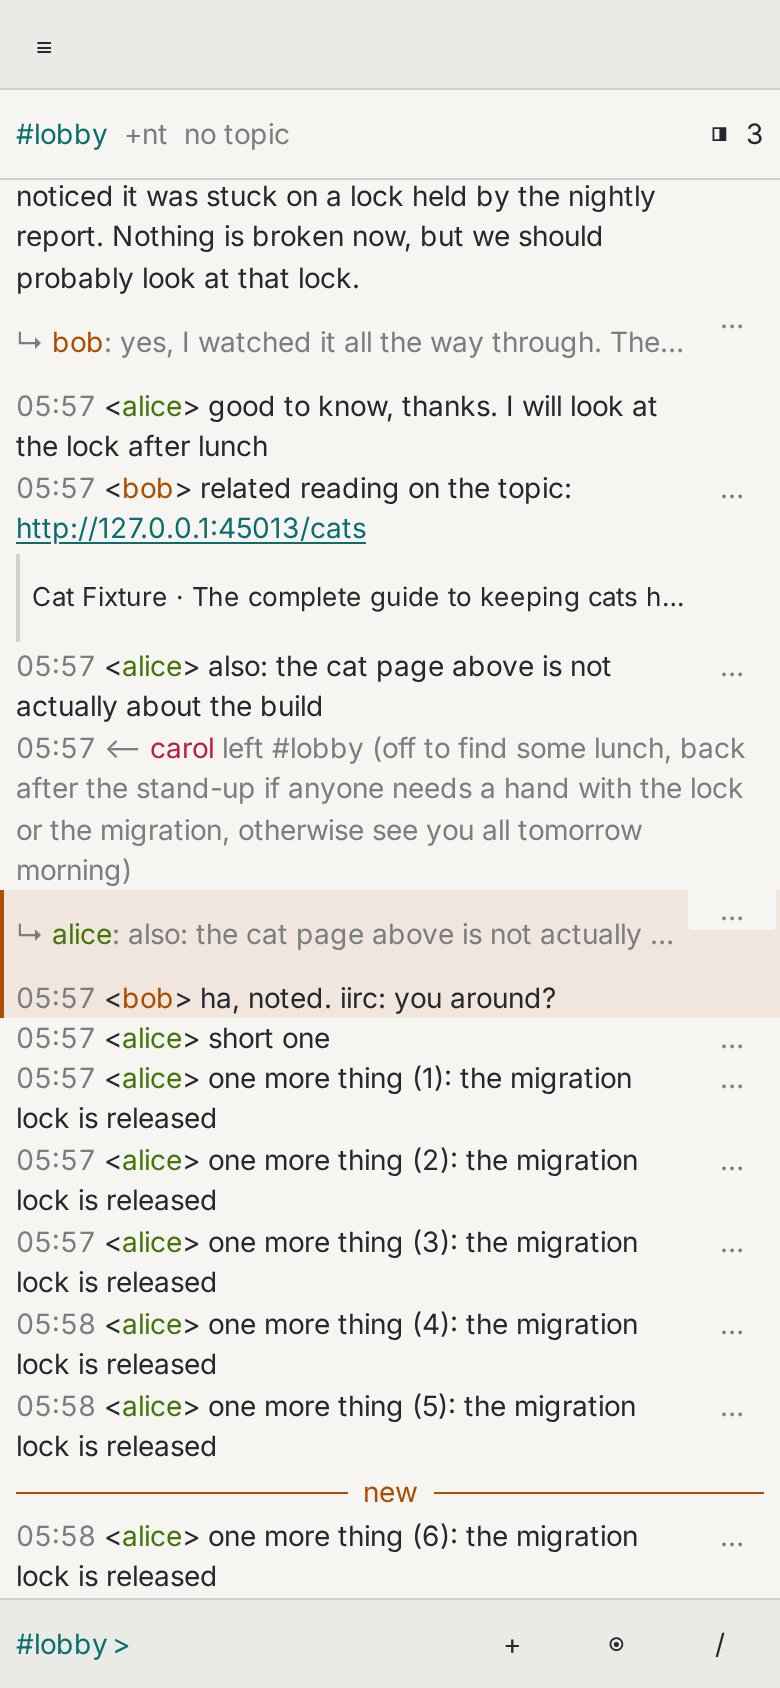 ≡
#lobby +nt no topic ◨ 3
noticed it was stuck on a lock held by the nightly
report. Nothing is broken now, but we should
probably look at that lock.
…
↳ bob: yes, I watched it all the way through. The…
05:57 <alice> good to know, thanks. I will look at
the lock after lunch
05:57 <bob> related reading on the topic: …
http://127.0.0.1:45013/cats
Cat Fixture · The complete guide to keeping cats h…
05:57 <alice> also: the cat page above is not …
actually about the build
05:57 ⟵ carol left #lobby (off to find some lunch, back
after the stand-up if anyone needs a hand with the lock
or the migration, otherwise see you all tomorrow
morning)
…
↳ alice: also: the cat page above is not actually …
05:57 <bob> ha, noted. iirc: you around?
05:57 <alice> short one …
05:57 <alice> one more thing (1): the migration …
lock is released
05:57 <alice> one more thing (2): the migration …
lock is released
05:57 <alice> one more thing (3): the migration …
lock is released
05:58 <alice> one more thing (4): the migration …
lock is released
05:58 <alice> one more thing (5): the migration …
lock is released
new
05:58 <alice> one more thing (6): the migration …
lock is released
#lobby > + ⊙ /